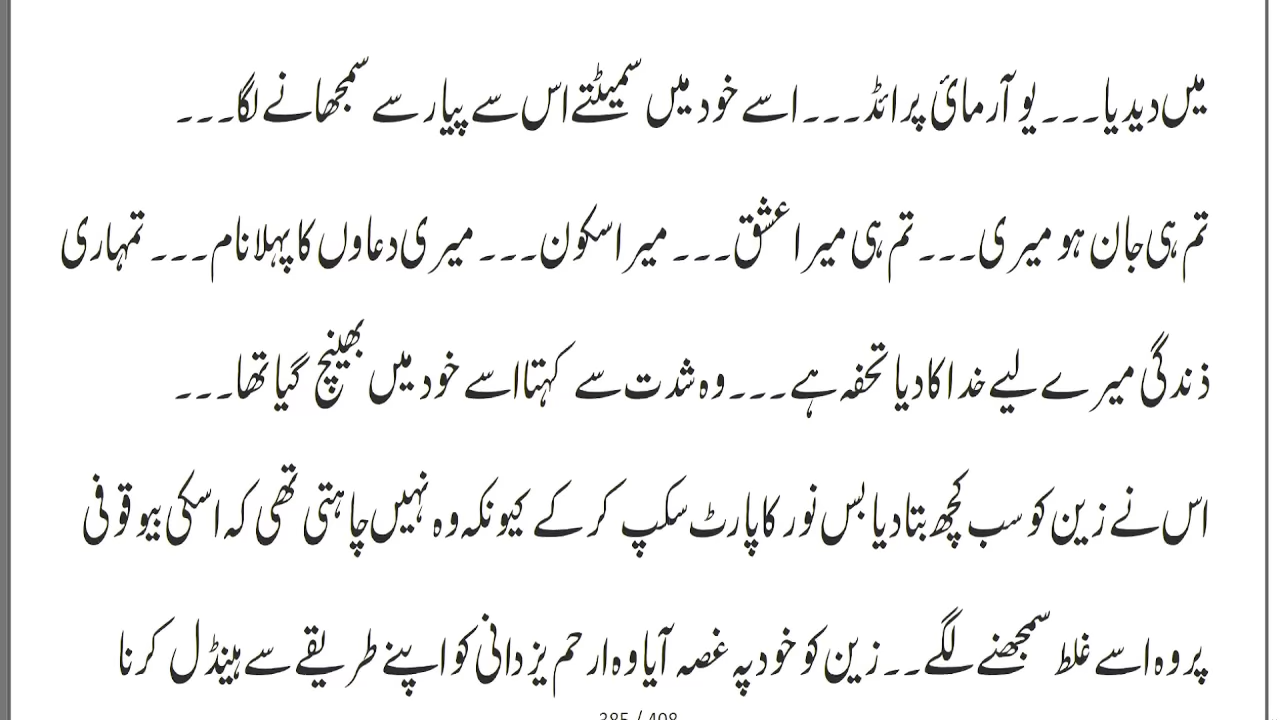 میں دیدیا۔۔۔ یو آر مائ پرائڈ۔۔۔ اسے خود میں سمیٹتے اس سے پیار سے سمجھانے لگا۔۔۔
تم ہی جان ہو میری۔۔۔ تم ہی میرا عشق۔۔۔ میرا سکون۔۔۔ میری دعاوں کا پہلا نام۔۔۔ تمہاری
ذندگی میرے لیے خدا کا دیا تحفہ ہے۔۔۔ وہ شدت سے کہتا اسے خود میں بھینچ گیا تھا۔۔۔
اس نے زین کو سب کچھ بتا دیا بس نور کا پارٹ سکپ کر کے کیونکہ وہ نہیں چاہتی تھی کہ اسکی بیوقوفی
پر وہ اسے غلط سمجھنے لگے۔۔ زین کو خود پہ غصہ آیا وہ ارحم یزدانی کو اپنے طریقے سے ہینڈل کرنا
385 / 408